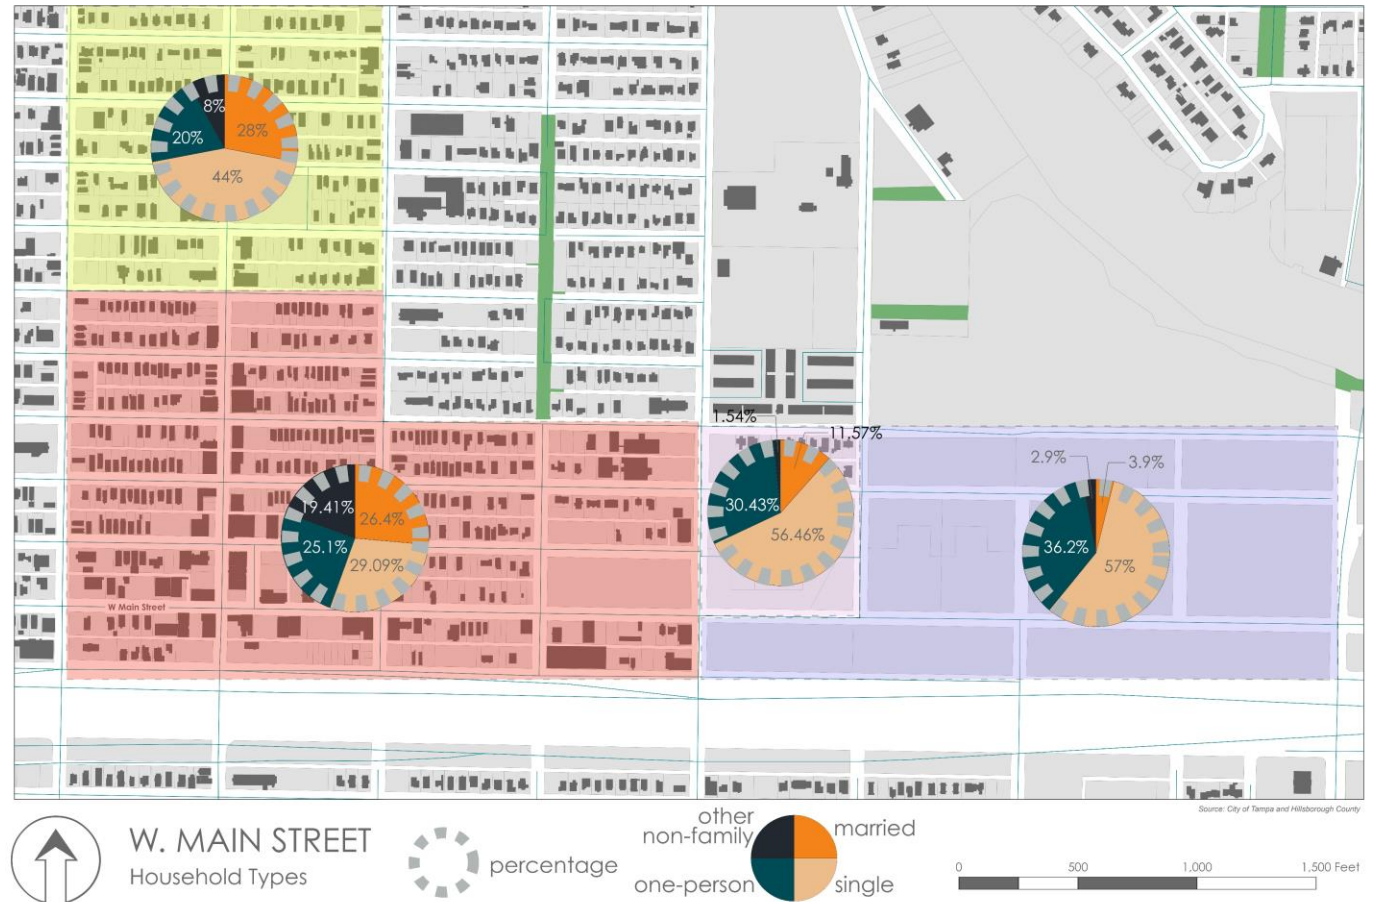 8%
28%
20%
44%
1.54%
11.57%
30.43%
56.46%
2.9%
3.9%
36.2%
57%
19.41%
26.4%
25.1%
29.09%
W Main Street
Source: City of Tampa and Hillsborough County
W. MAIN STREET
Household Types
percentage
other
non-family
married
one-person
single
0 500 1,000 1,500 Feet